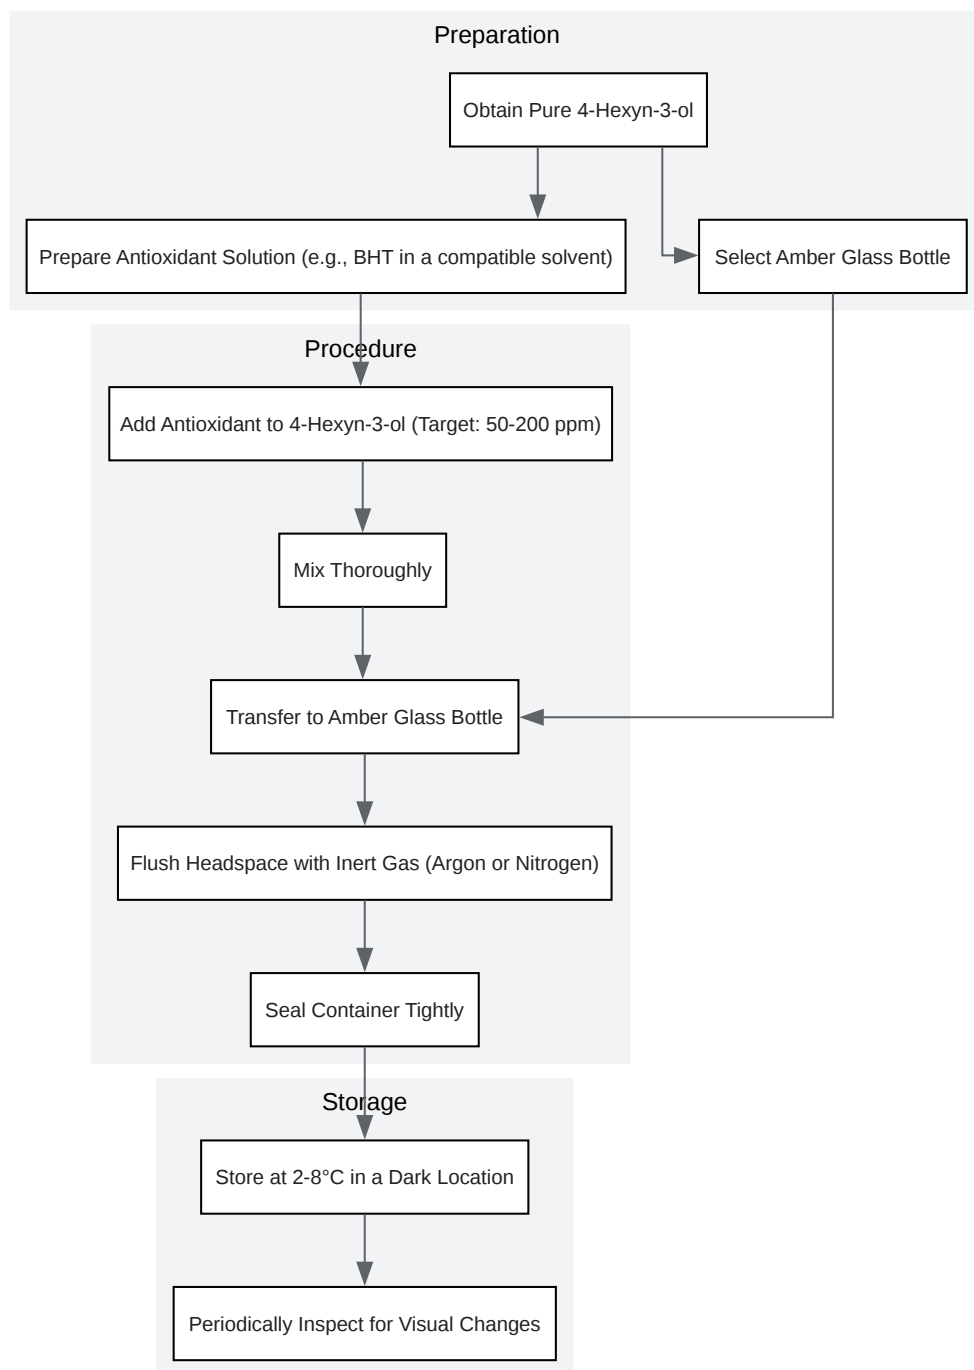 Preparation
Obtain Pure 4-Hexyn-3-ol
Prepare Antioxidant Solution (e.g., BHT in a compatible solvent)
Select Amber Glass Bottle
Procedure
Add Antioxidant to 4-Hexyn-3-ol (Target: 50-200 ppm)
Mix Thoroughly
Transfer to Amber Glass Bottle
Flush Headspace with Inert Gas (Argon or Nitrogen)
Seal Container Tightly
Storage
Store at 2-8°C in a Dark Location
Periodically Inspect for Visual Changes